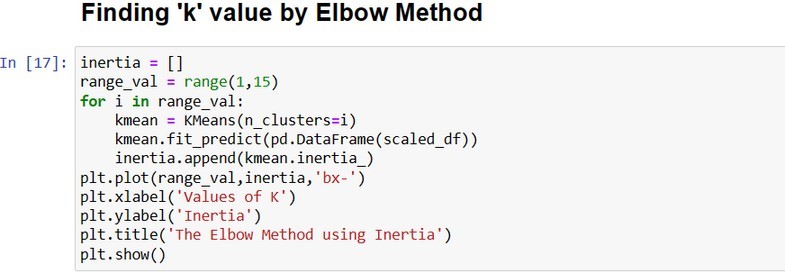 Finding 'k' value by Elbow Method
In [17]:
inertia = []
range_val = range(1,15)
for i in range_val:
    kmean = KMeans(n_clusters=i)
    kmean.fit_predict(pd.DataFrame(scaled_df))
    inertia.append(kmean.inertia_)
plt.plot(range_val,inertia,'bx-')
plt.xlabel('Values of K')
plt.ylabel('Inertia')
plt.title('The Elbow Method using Inertia')
plt.show()